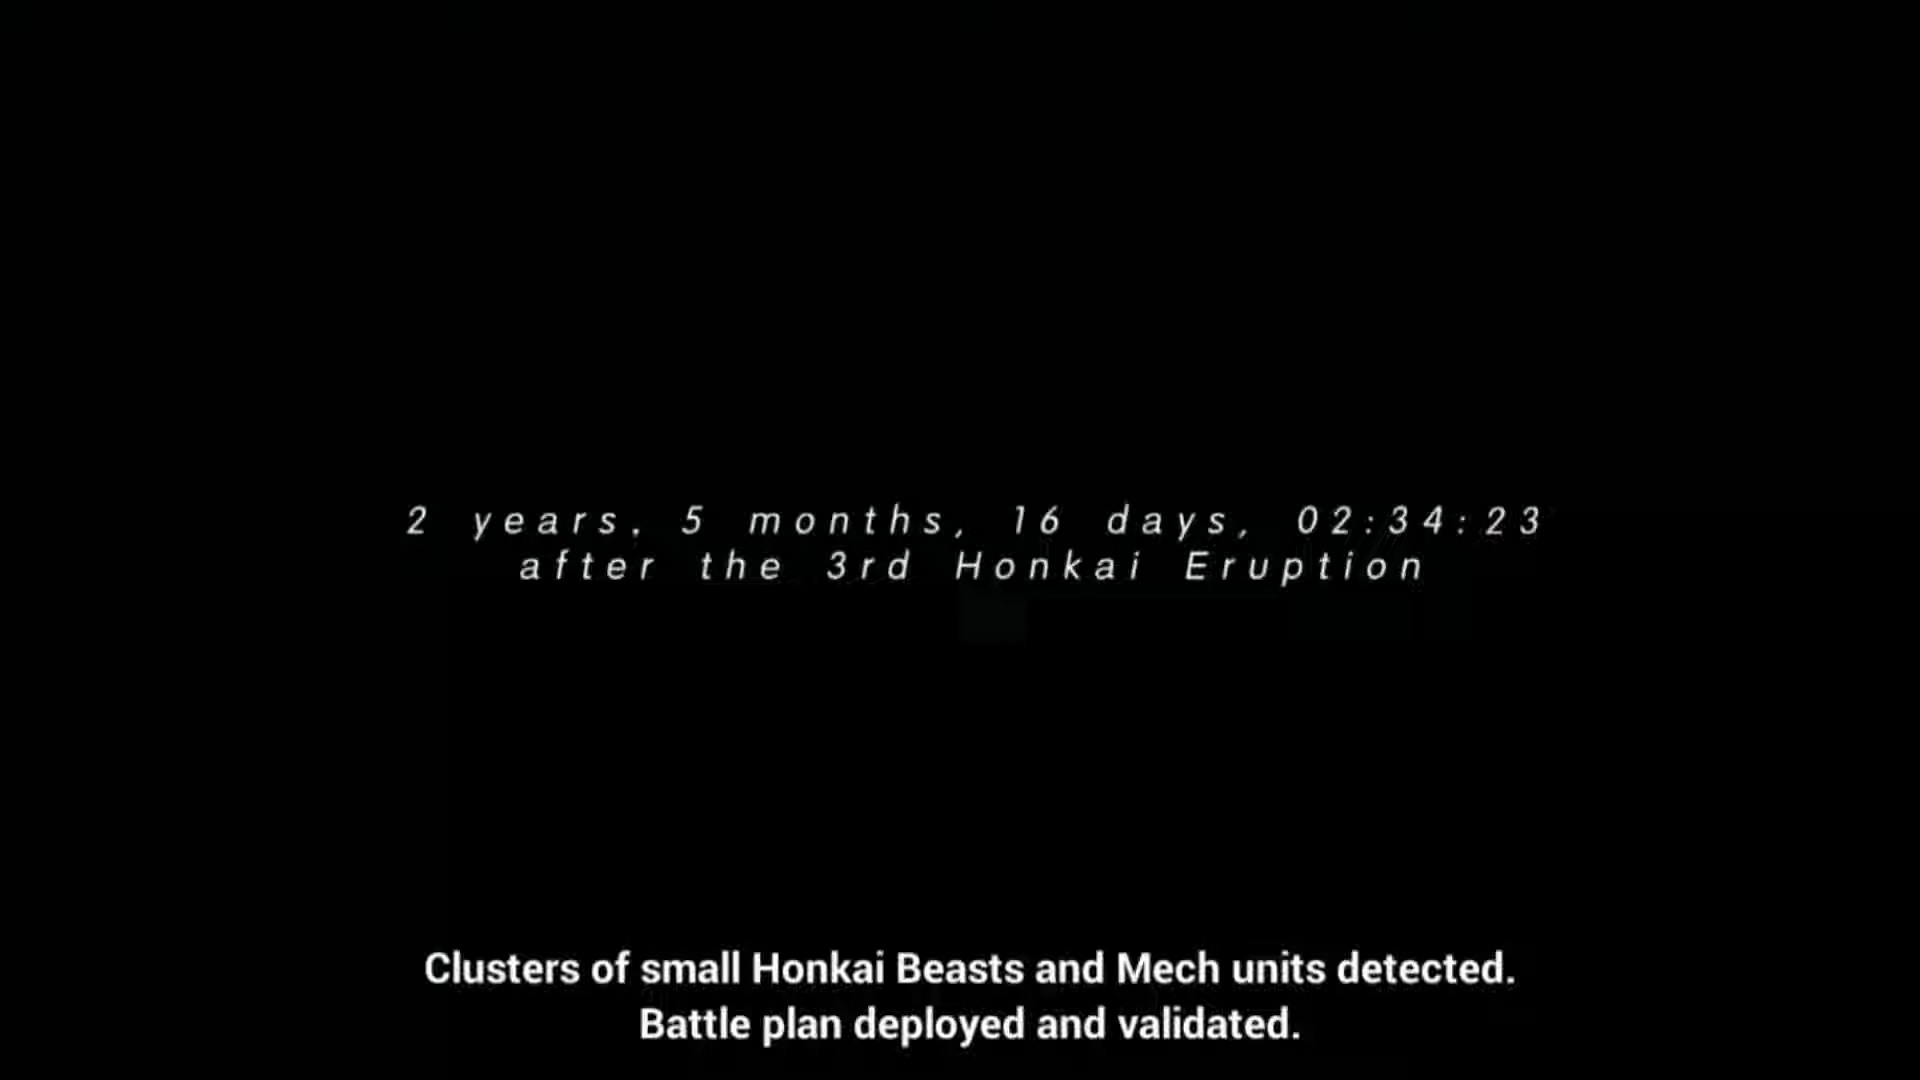 2 years, 5 months, 16 days, 02:34:23
after the 3rd Honkai Eruption
Clusters of small Honkai Beasts and Mech units detected.
Battle plan deployed and validated.